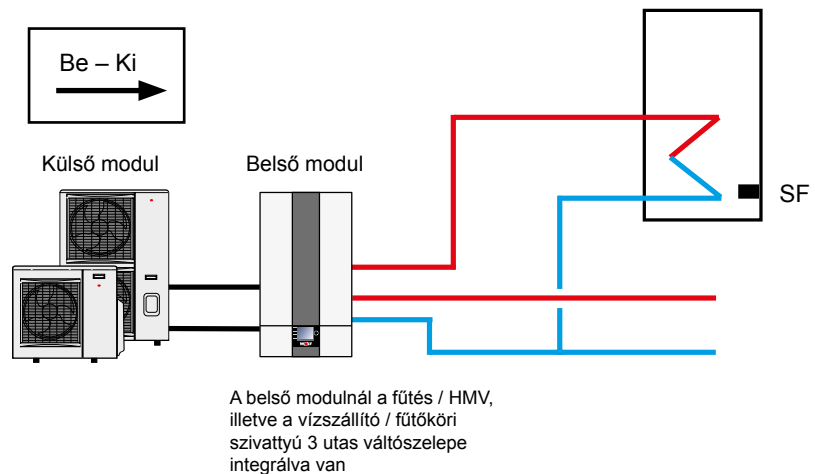 Be – Ki
Külső modul
Belső modul
SF
WOLF
A belső modulnál a fűtés / HMV,
illetve a vízszállító / fűtőköri
szivattyú 3 utas váltószelepe
integrálva van